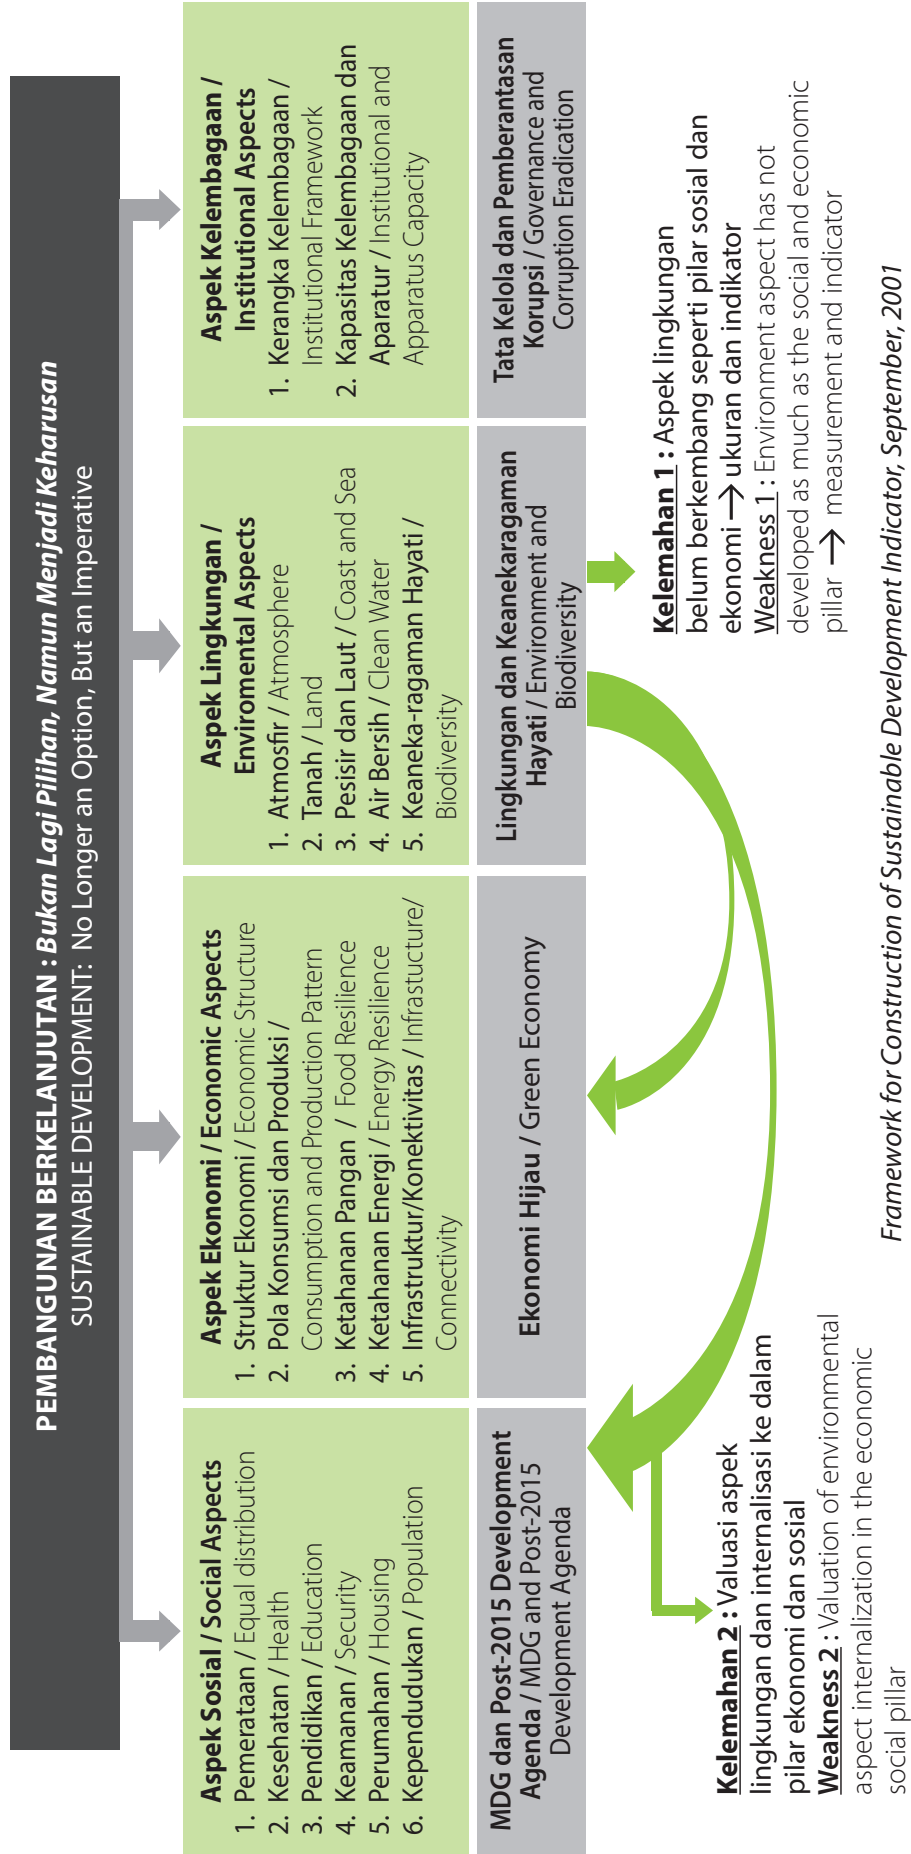 PEMBANGUNAN BERKELANJUTAN : Bukan Lagi Pilihan, Namun Menjadi Keharusan
SUSTAINABLE DEVELOPMENT: No Longer an Option, But an Imperative
Aspek Sosial / Social Aspects
1. Pemerataan / Equal distribution
2. Kesehatan / Health
3. Pendidikan / Education
4. Keamanan / Security
5. Perumahan / Housing
6. Kependudukan / Population
Aspek Ekonomi / Economic Aspects
1. Struktur Ekonomi / Economic Structure
2. Pola Konsumsi dan Produksi /
Consumption and Production Pattern
3. Ketahanan Pangan / Food Resilience
4. Ketahanan Energi / Energy Resilience
5. Infrastruktur/Konektivitas / Infrastucture/
Connectivity
Aspek Lingkungan /
Enviromental Aspects
1. Atmosfir / Atmosphere
2. Tanah / Land
3. Pesisir dan Laut / Coast and Sea
4. Air Bersih / Clean Water
5. Keaneka-ragaman Hayati /
Biodiversity
Aspek Kelembagaan /
Institutional Aspects
1. Kerangka Kelembagaan /
Institutional Framework
2. Kapasitas Kelembagaan dan
Aparatur / Institutional and
Apparatus Capacity
MDG dan Post-2015 Development
Agenda / MDG and Post-2015
Development Agenda
Ekonomi Hijau / Green Economy
Lingkungan dan Keanekaragaman
Hayati / Environment and
Biodiversity
Tata Kelola dan Pemberantasan
Korupsi / Governance and
Corruption Eradication
Kelemahan 2 : Valuasi aspek
lingkungan dan internalisasi ke dalam
pilar ekonomi dan sosial
Weakness 2 : Valuation of environmental
aspect internalization in the economic
social pillar
Kelemahan 1 : Aspek lingkungan
belum berkembang seperti pilar sosial dan
ekonomi → ukuran dan indikator
Weakness 1 : Environment aspect has not
developed as much as the social and economic
pillar → measurement and indicator
Framework for Construction of Sustainable Development Indicator, September, 2001